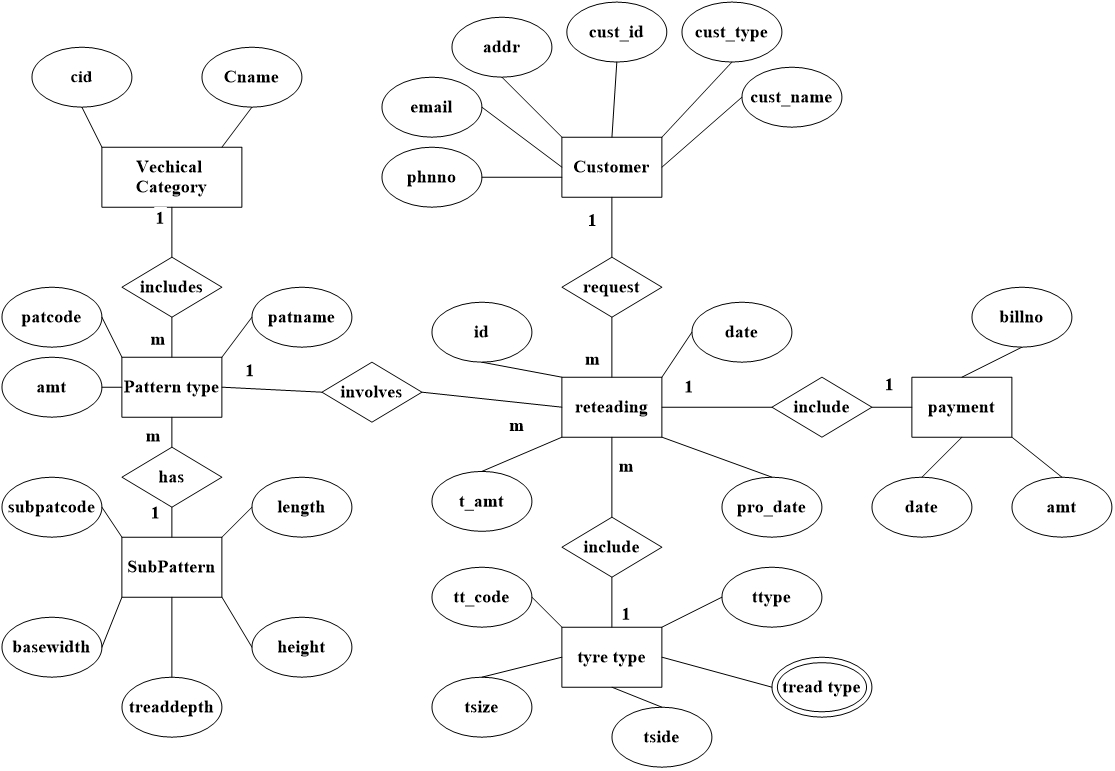 cid
Cname
Vechical
Category
1
includes
m
patcode
patname
amt
Pattern type
1
involves
m
m
has
1
subpatcode
length
SubPattern
basewidth
height
treaddepth
addr
cust_id
cust_type
email
cust_name
phnno
Customer
1
request
m
id
date
reteading
1
include
1
payment
billno
date
amt
t_amt
pro_date
m
include
1
tt_code
ttype
tyre type
tsize
tread type
tside